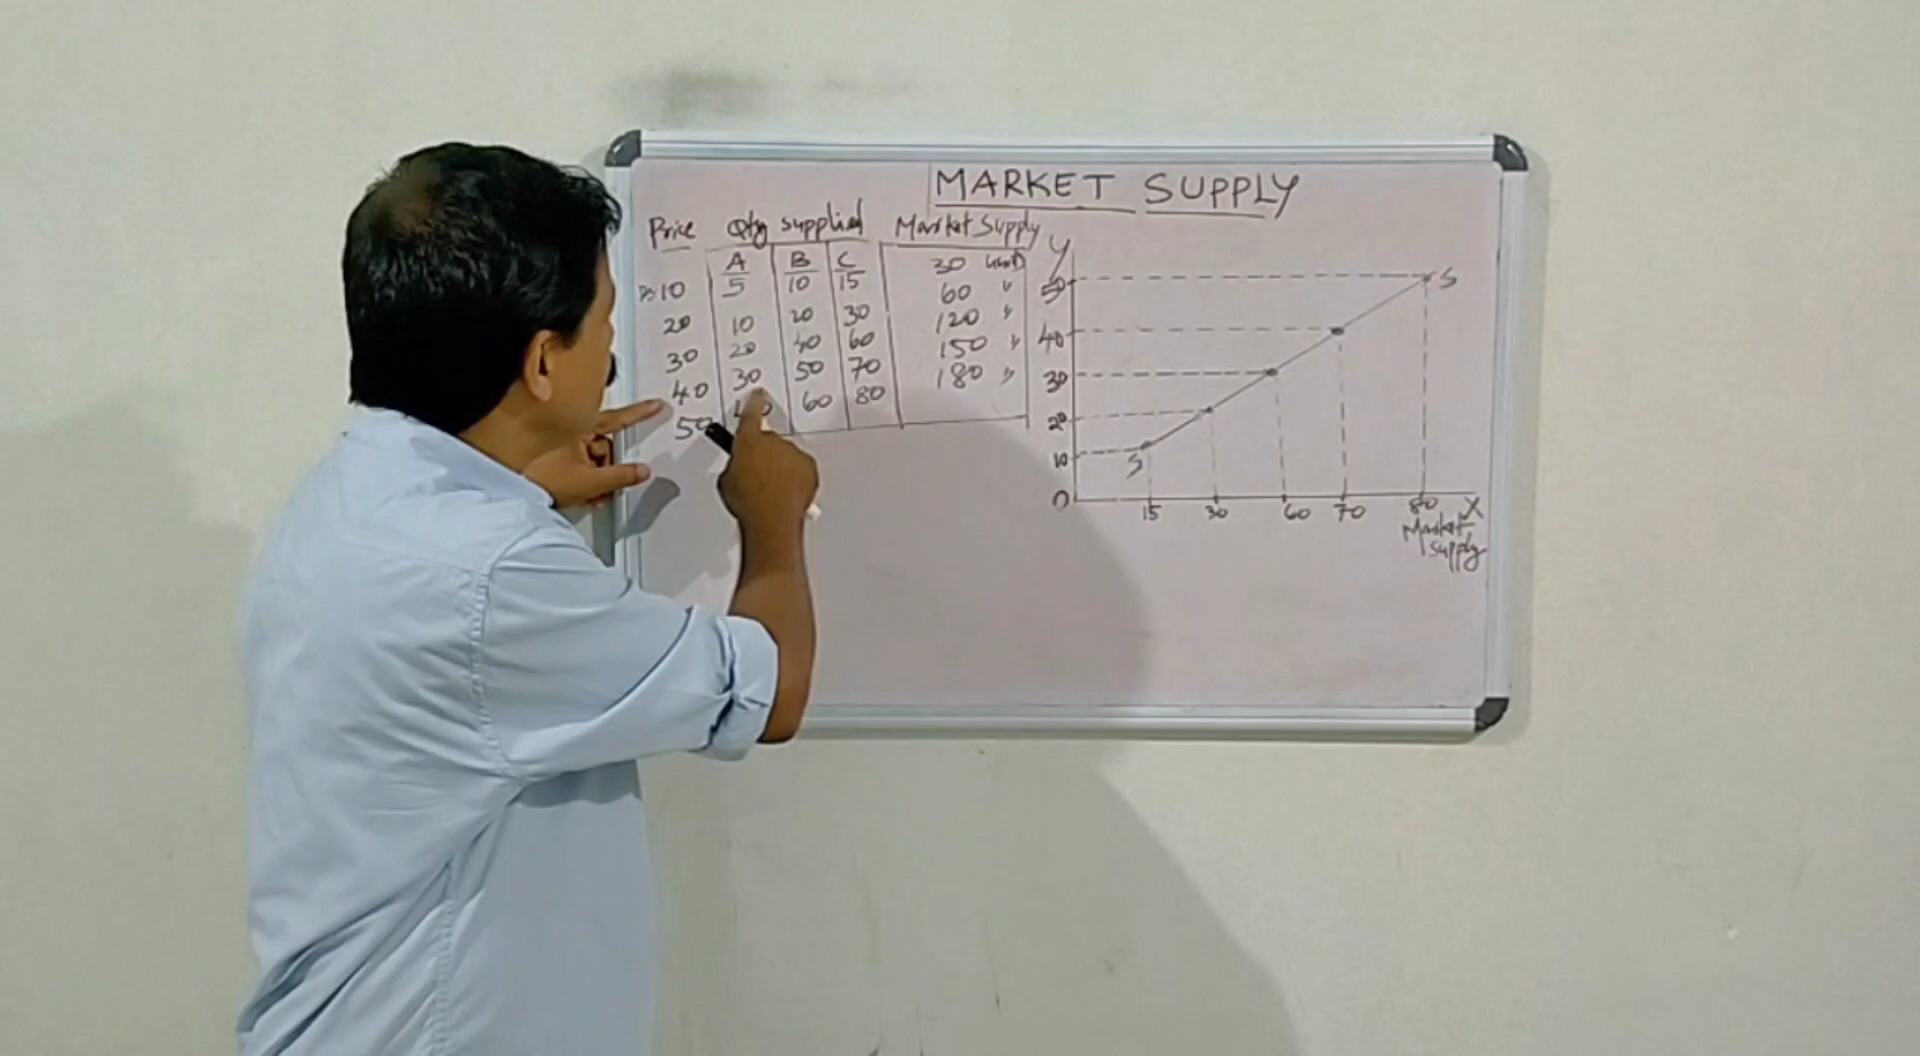 MARKET SUPPLY
Price Qty supplied Market Supply
A B C
10 5 10 15 30 units
20 10 20 30 60 "
30 20 40 60 120 "
40 30 50 70 150 "
50 60 80 180 "
Y
50
40
30
20
10
O
S
S
15 30 60 70 80 X
Market
Supply